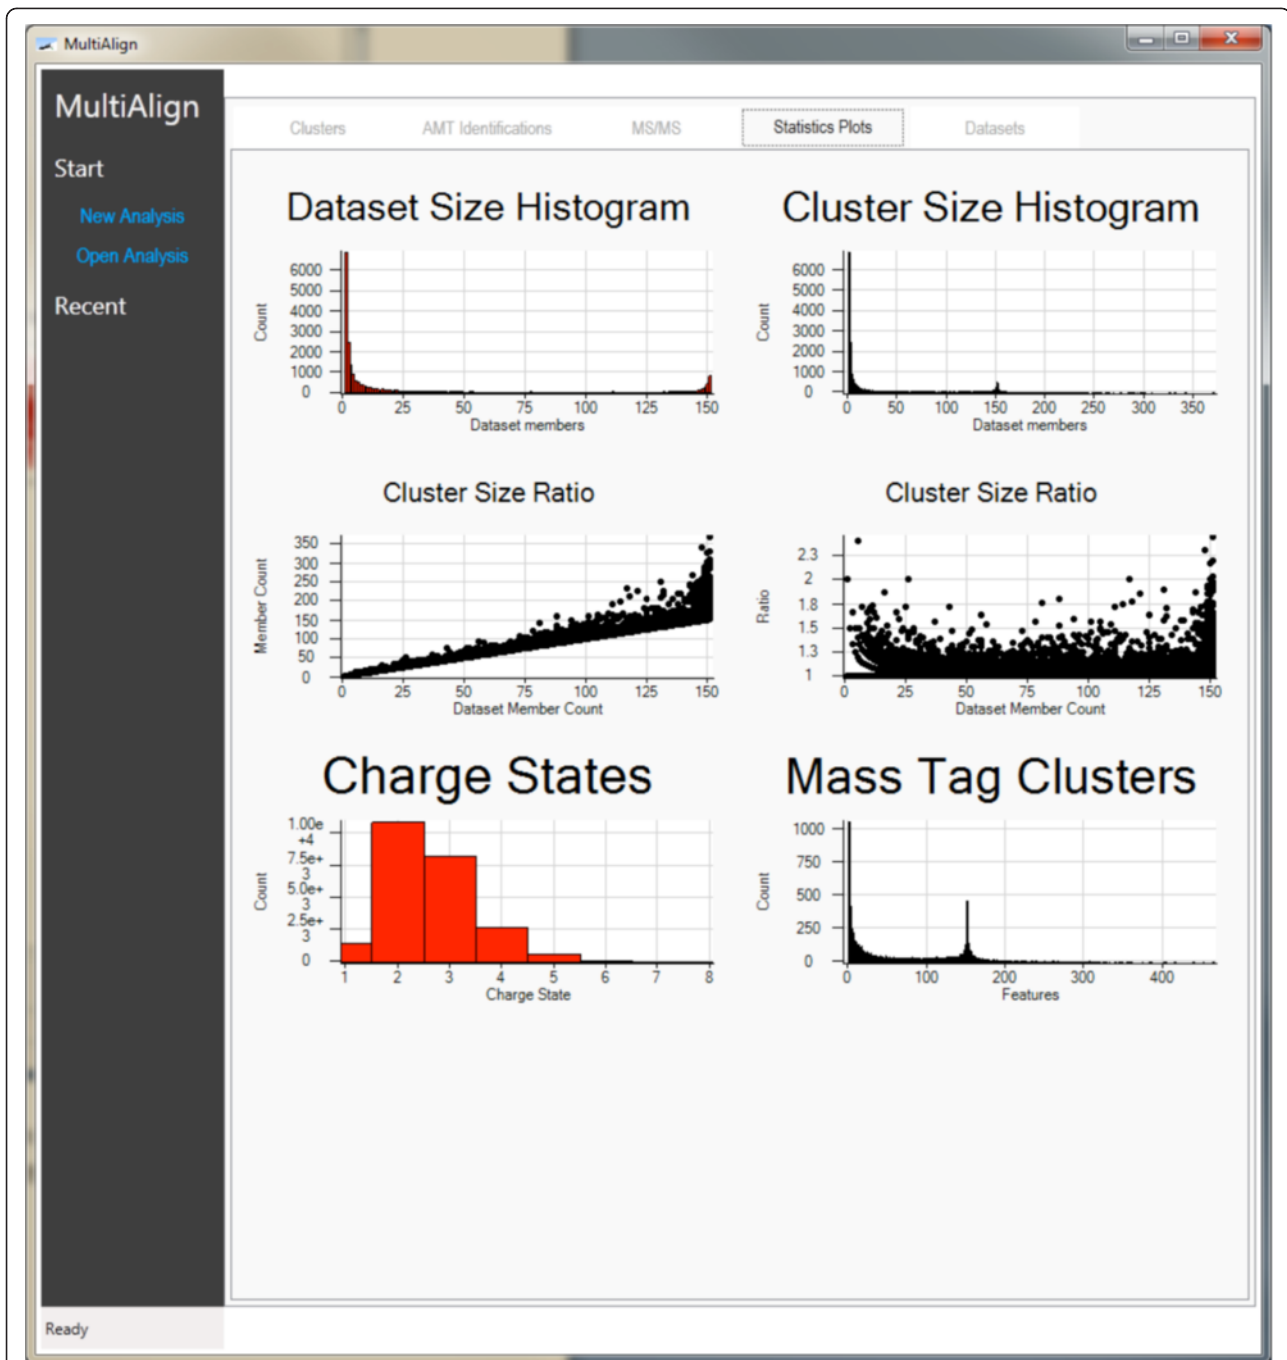 MultiAlign
MultiAlign
Start
New Analysis
Open Analysis
Recent
Clusters AMT Identifications MS/MS Statistics Plots Datasets
Dataset Size Histogram
Count
6000
5000
4000
3000
2000
1000
0
0 25 50 75 100 125 150
Dataset members
Cluster Size Histogram
Count
6000
5000
4000
3000
2000
1000
0
0 50 100 150 200 250 300 350
Dataset members
Cluster Size Ratio
Member Count
350
300
250
200
150
100
50
0
0 25 50 75 100 125 150
Dataset Member Count
Cluster Size Ratio
Ratio
2.3
2
1.8
1.5
1.3
1
0 25 50 75 100 125 150
Dataset Member Count
Charge States
Count
1.00e
+4
7.5e+
3
5.0e+
3
2.5e+
3
0
1 2 3 4 5 6 7 8
Charge State
Mass Tag Clusters
Count
1000
750
500
250
0
0 100 200 300 400
Features
Ready